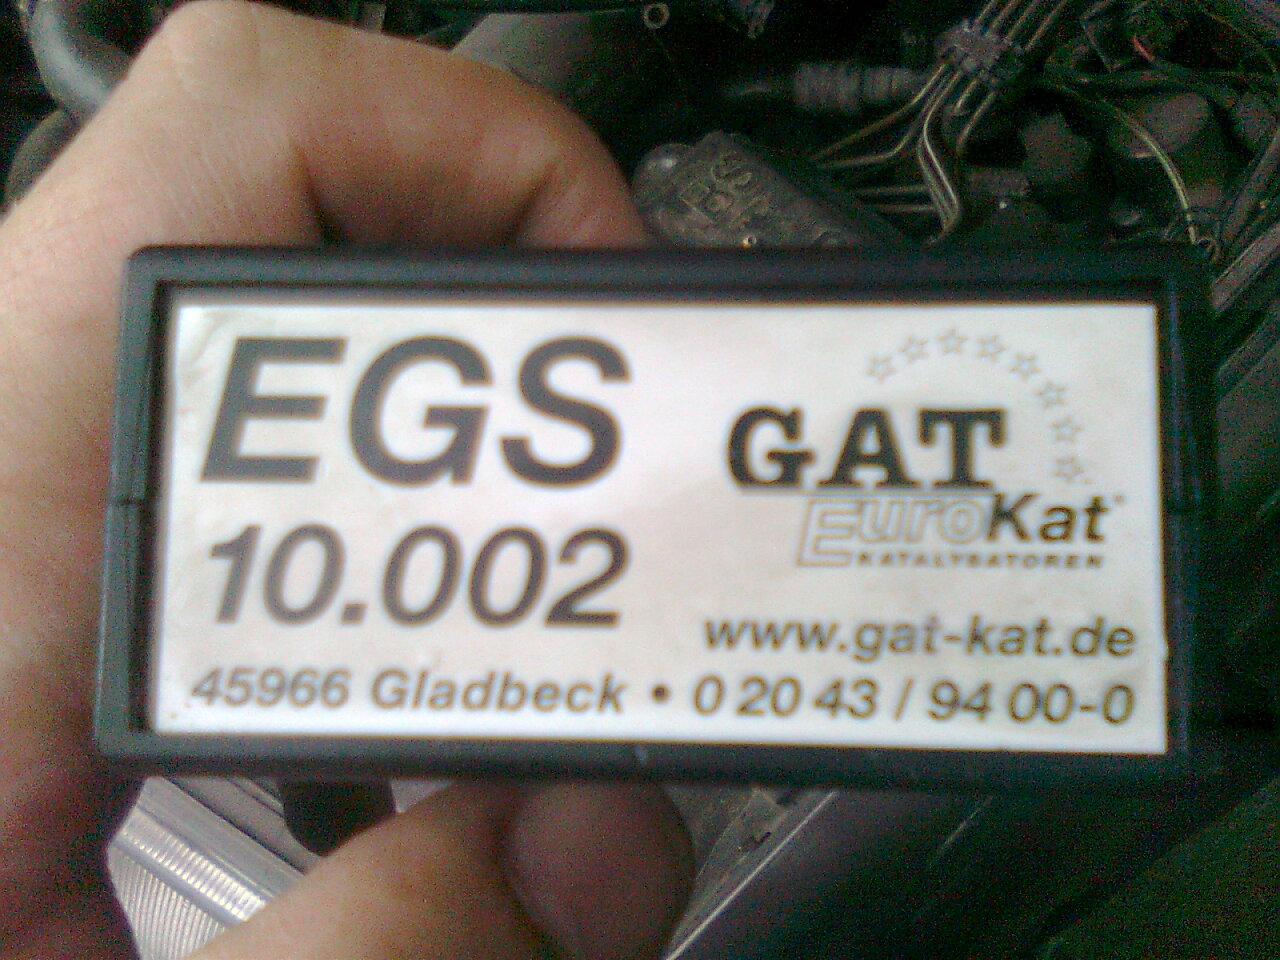 EGS
10.002
GAT
EuroKat
KATALYSATOREN
www.gat-kat.de
45966 Gladbeck • 0 20 43 / 94 00-0